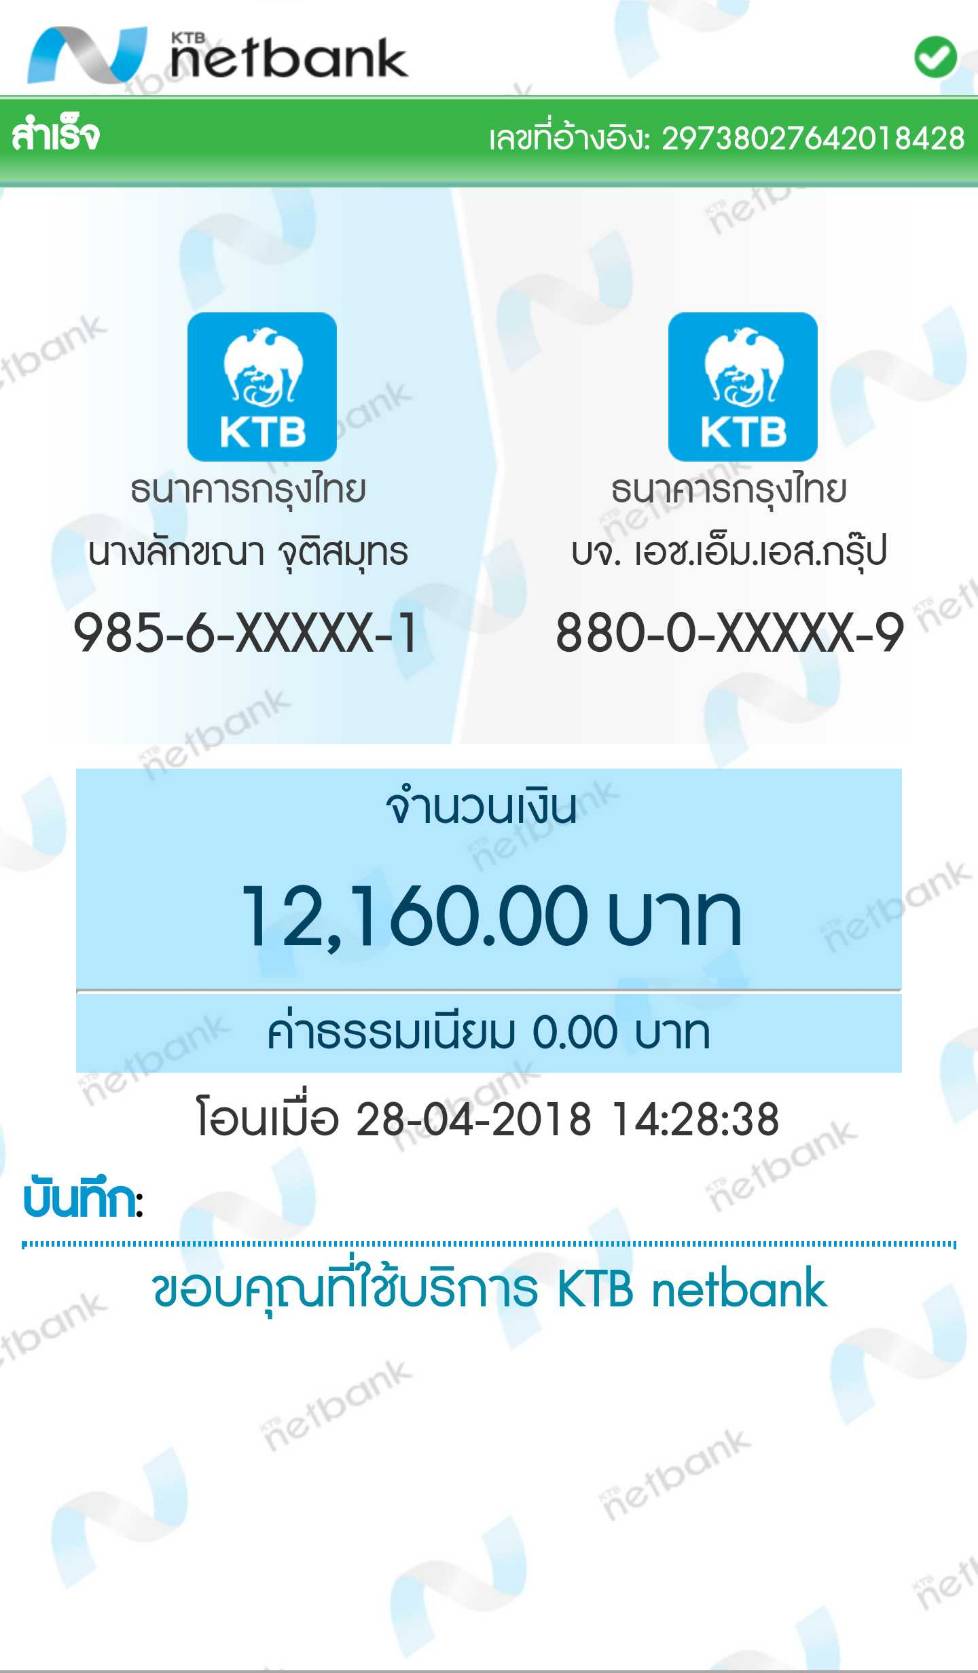 KTB netbank
สำเร็จ เลขที่อ้างอิง: 29738027642018428
KTB KTB
ธนาคารกรุงไทย ธนาคารกรุงไทย
นางลักขณา จุติสมุทร บจ. เอช.เอ็ม.เอส.กรุ๊ป
985-6-XXXXX-1 880-0-XXXXX-9
จำนวนเงิน
12,160.00 บาท
ค่าธรรมเนียม 0.00 บาท
โอนเมื่อ 28-04-2018 14:28:38
บันทึก:
ขอบคุณที่ใช้บริการ KTB netbank